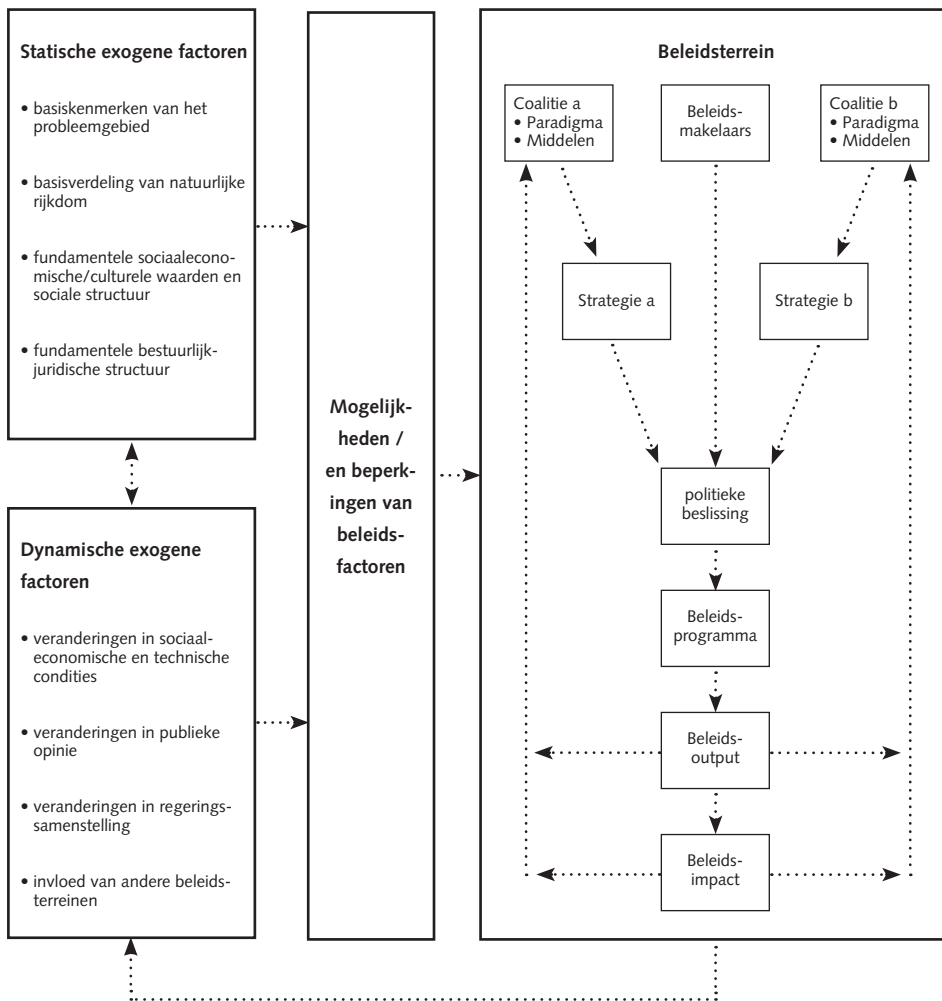 Statische exogene factoren
• basiskenmerken van het
probleemgebied
• basisverdeling van natuurlijke
rijkdom
• fundamentele sociaalecono-
mische/culturele waarden en
sociale structuur
• fundamentele bestuurlijk-
juridische structuur
Dynamische exogene
factoren
• veranderingen in sociaal-
economische en technische
condities
• veranderingen in publieke
opinie
• veranderingen in regerings-
samenstelling
• invloed van andere beleids-
terreinen
Mogelijk-
heden /
en beperk-
ingen van
beleids-
factoren
Beleidsterrein
Coalitie a
• Paradigma
• Middelen
Beleids-
makelaars
Coalitie b
• Paradigma
• Middelen
Strategie a
Strategie b
politieke
beslissing
Beleids-
programma
Beleids-
output
Beleids-
impact